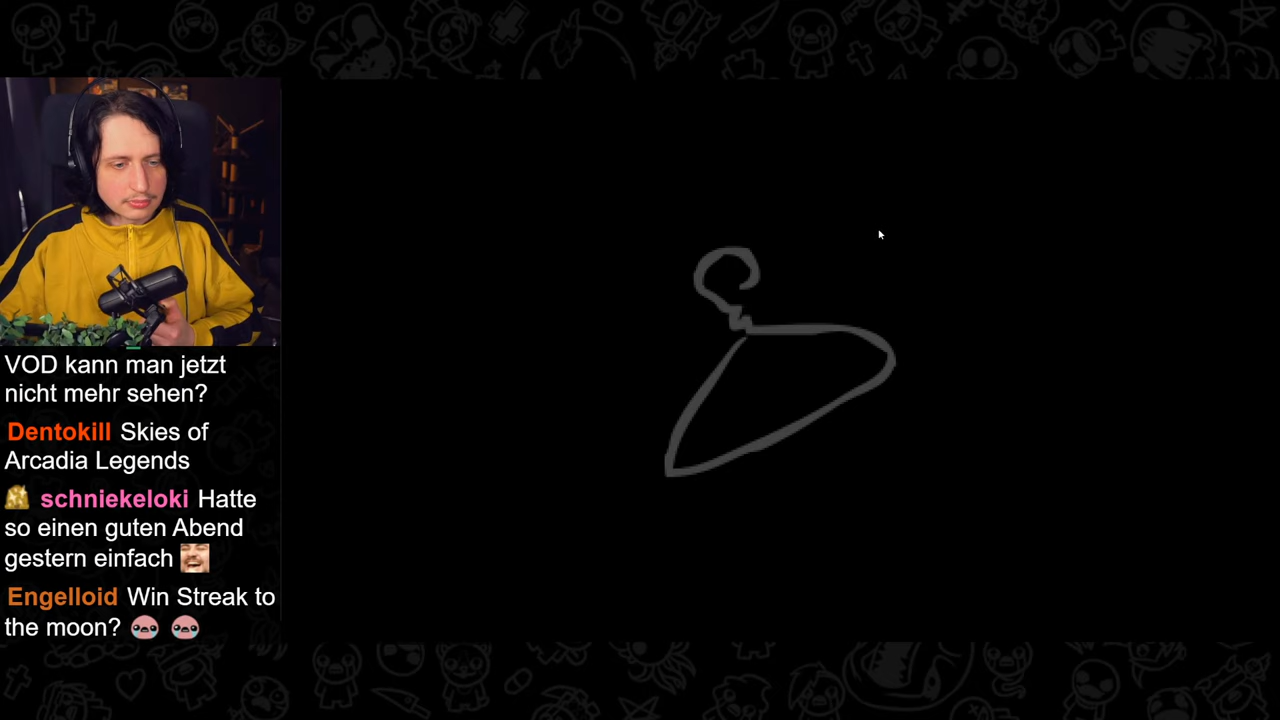 VOD kann man jetzt
nicht mehr sehen?
Dentokill Skies of
Arcadia Legends
schniekeloki Hatte
so einen guten Abend
gestern einfach
Engelloid Win Streak to
the moon?